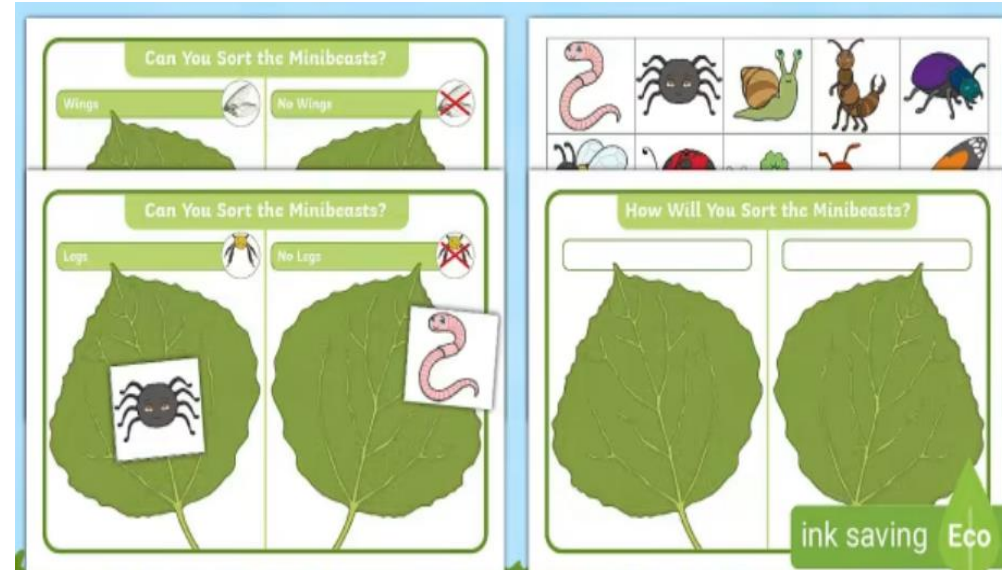 Can You Sort the Minibeasts?
Wings
No Wings
Can You Sort the Minibeasts?
Legs
No Legs
How Will You Sort the Minibeasts?
ink saving
Eco